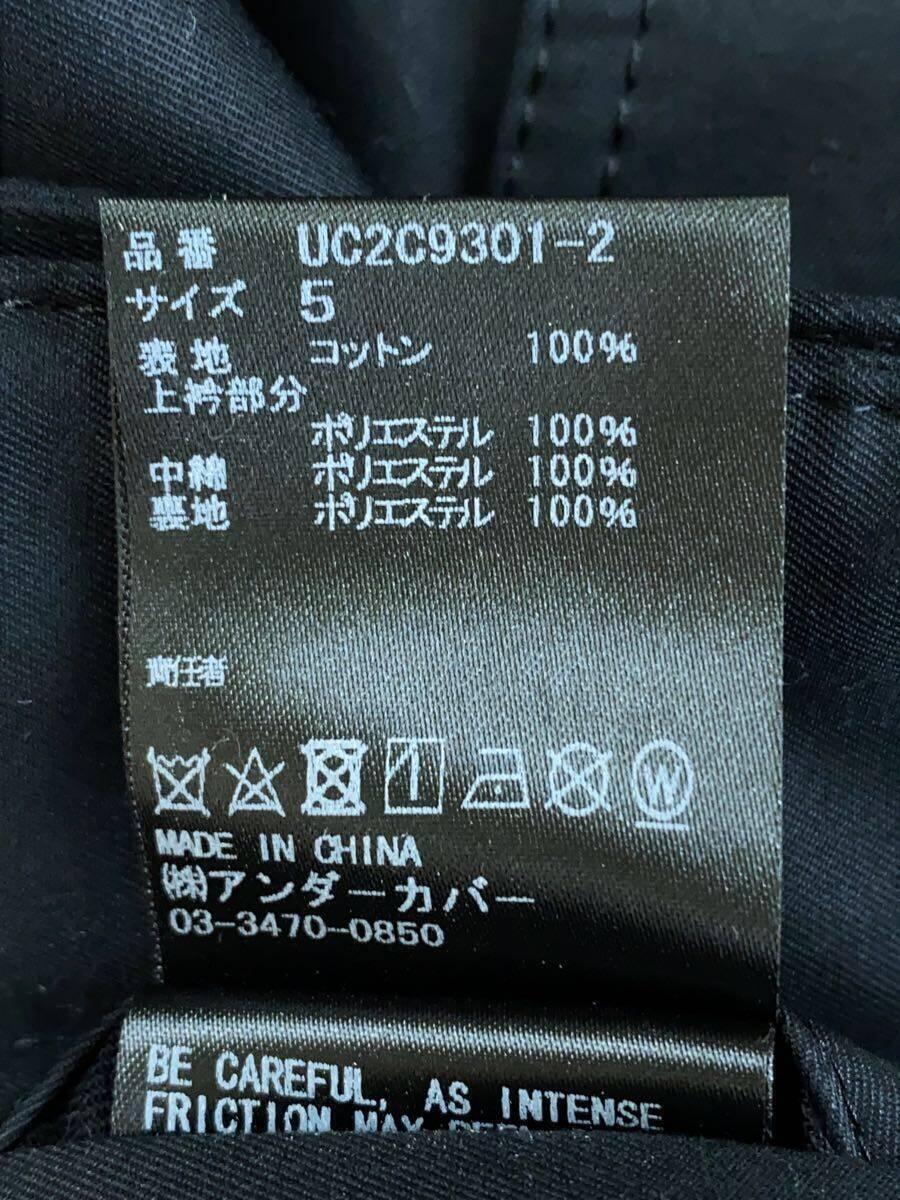 品番 UC2C9301-2
サイズ 5
表地 コットン 100%
上衿部分
ポリエステル 100%
中綿 ポリエステル 100%
裏地 ポリエステル 100%
責任者
W
MADE IN CHINA
㈱アンダーカバー
03-3470-0850
BE CAREFUL, AS INTENSE
FRICTION MAY